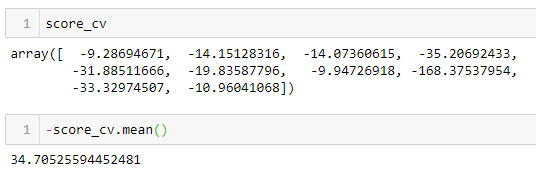 1 score_cv
array([ -9.28694671, -14.15128316, -14.07360615, -35.20692433,
-31.88511666, -19.83587796, -9.94726918, -168.37537954,
-33.32974507, -10.96041068])
1 -score_cv.mean()
34.70525594452481